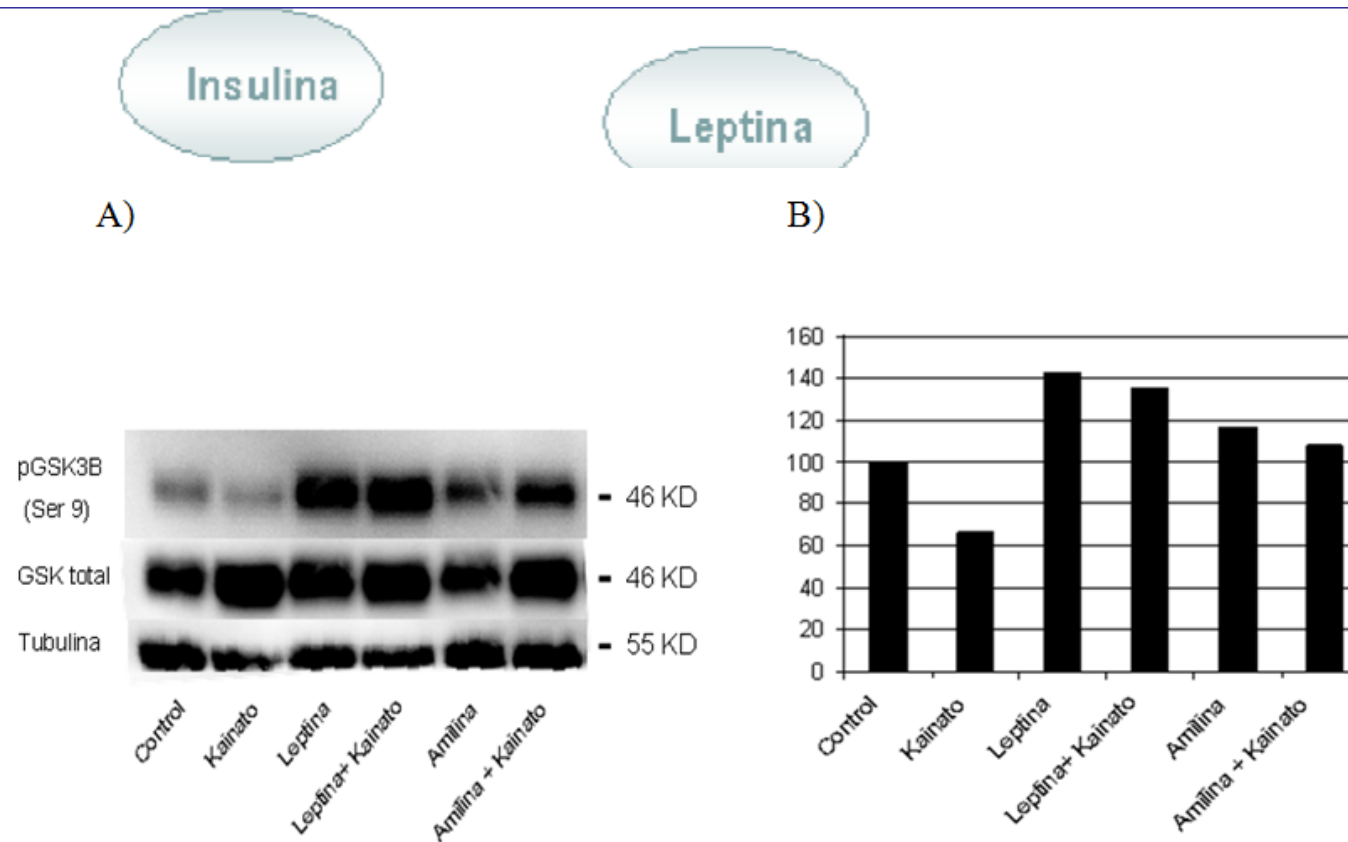 Insulina
Leptina
A)
B)
pGSK3B
(Ser 9)
46 KD
GSK total
46 KD
Tubulina
55 KD
Control
Kainato
Leptina
Leptina+ Kainato
Amilina
Amilina + Kainato
160
140
120
100
80
60
40
20
0
Control
Kainato
Leptina
Leptina+ Kainato
Amilina
Amilina + Kainato